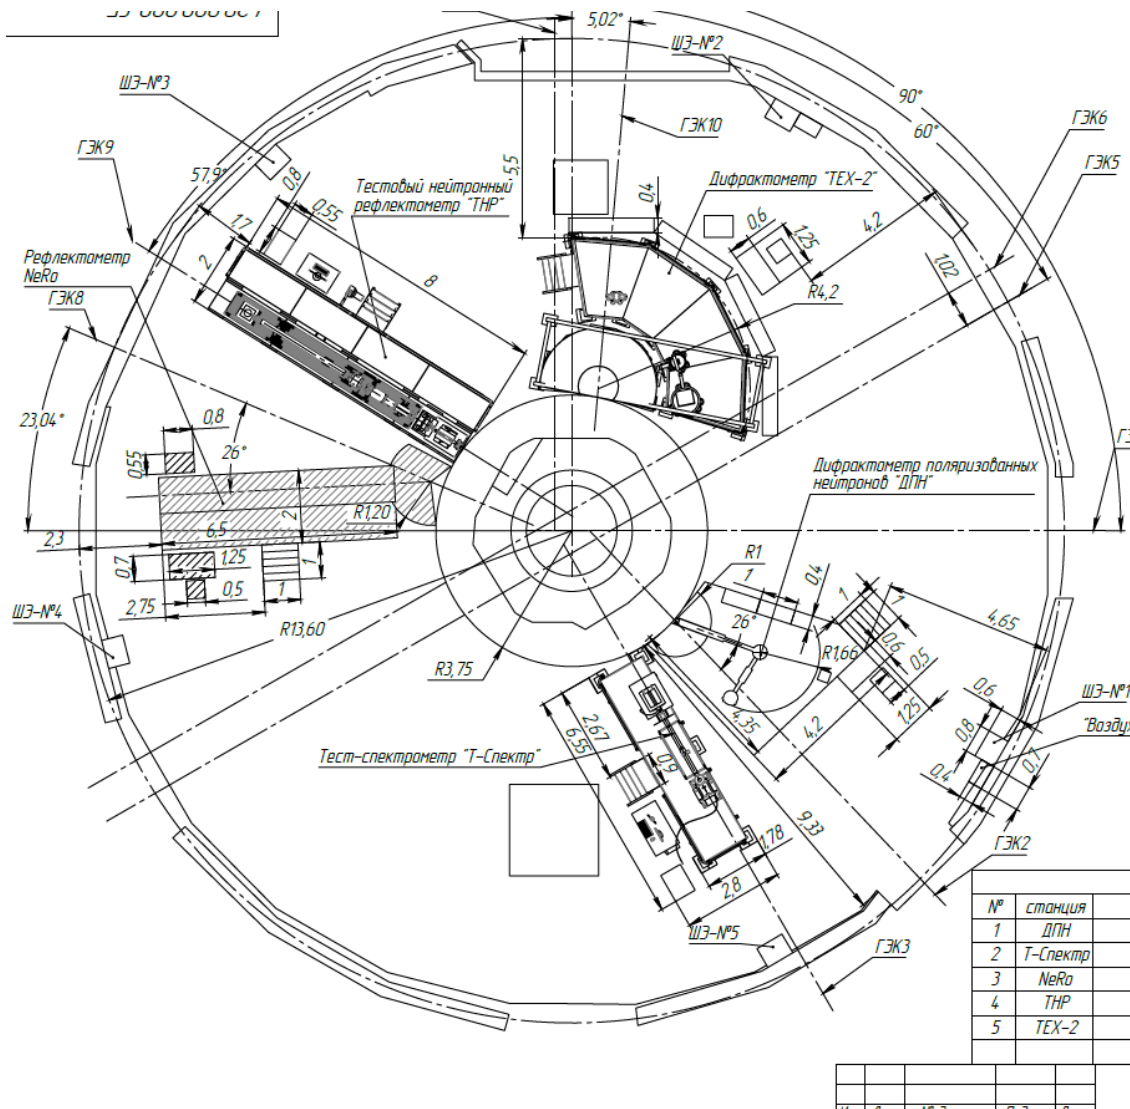 5,02°
ШЭ-№2
ШЭ-№3
90°
60°
ГЭК6
ГЭК10
ГЭК9
ГЭК5
57,9°
0,8
Тестовый нейтронный
рефлектометр "ТНР"
5,5
0,4
Дифрактометр "ТЕХ-2"
1,7
0,55
0,6
1,25
4,2
Рефлектометр
NeRo
2
8
1,02
ГЭК8
R4,2
23,04°
0,8
26°
0,55
Дифрактометр поляризованных
нейтронов "ДПН"
R1,20
2,3
6,5
2
0,7
1,25
1
R1
1
0,4
1
1
0,5
1
2,75
26°
4,65
ШЭ-№4
R13,60
R1,66
0,6
0,5
R3,75
0,6
ШЭ-№1
4,35
4,2
1,25
0,8
2,67
6,55
Тест-спектрометр "Т-Спектр"
0,9
0,4
0,7
9,33
1,78
ГЭК2
2,8
ШЭ-№5
ГЭК3
№ станция
1 ДПН
2 Т-Спектр
3 NeRo
4 ТНР
5 ТЕХ-2